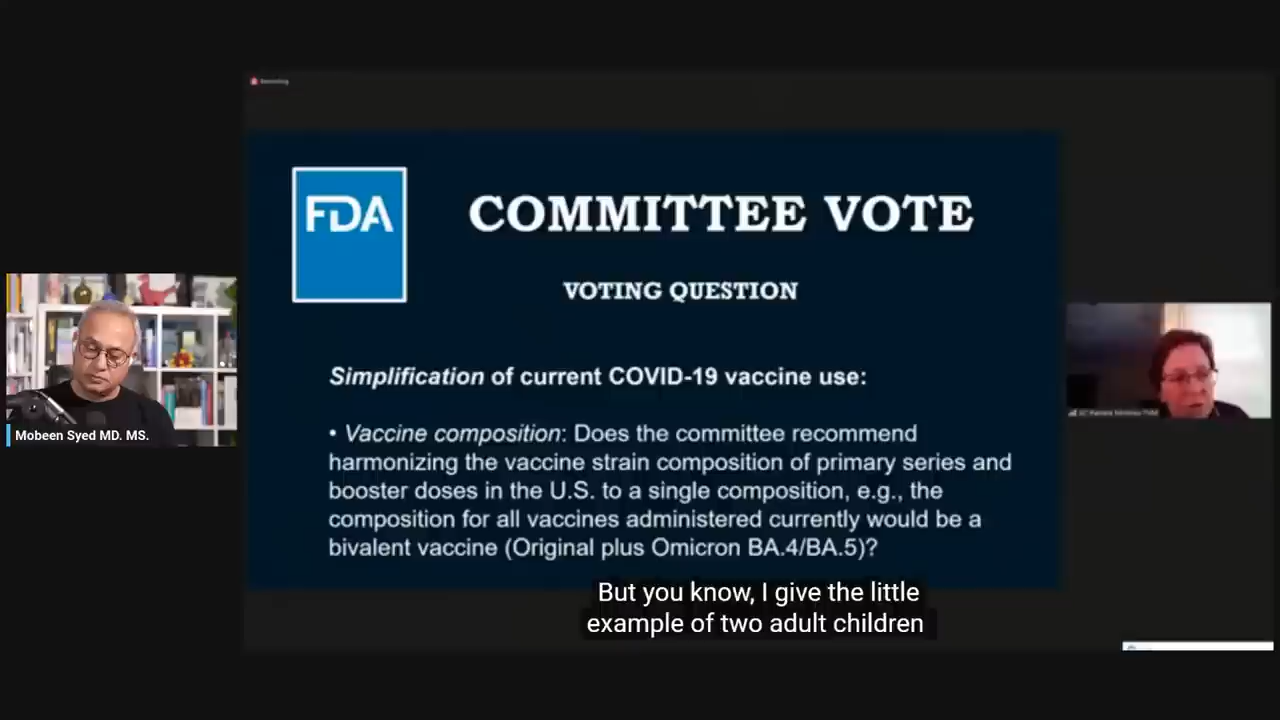 FDA
COMMITTEE VOTE
VOTING QUESTION
Simplification of current COVID-19 vaccine use:
• Vaccine composition: Does the committee recommend
harmonizing the vaccine strain composition of primary series and
booster doses in the U.S. to a single composition, e.g., the
composition for all vaccines administered currently would be a
bivalent vaccine (Original plus Omicron BA.4/BA.5)?
Mobeen Syed MD. MS.
But you know, I give the little
example of two adult children